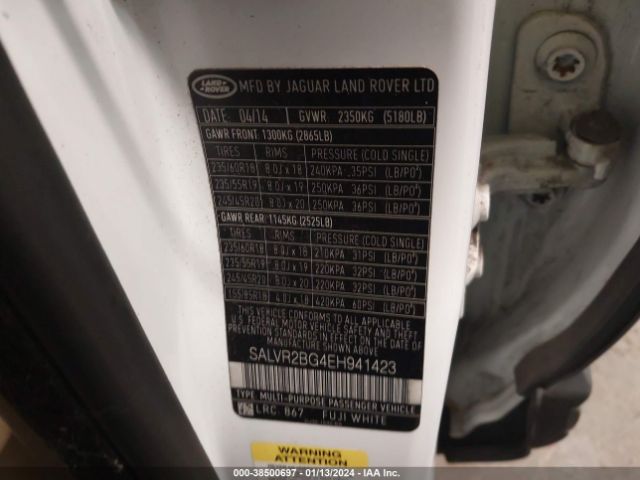 LAND ROVER
MFD BY JAGUAR LAND ROVER LTD
DATE 04/14 GVWR 2350KG (5180LB)
GAWR FRONT 1300KG (2865LB)
TIRES RIMS PRESSURE (COLD SINGLE)
235/60R18 8.0J x 18 240KPA 35PSI (LB/PO²)
235/55R19 8.0J x 19 250KPA 36PSI (LB/PO²)
245/45R20 8.0J x 20 250KPA 36PSI (LB/PO²)
GAWR REAR 1145KG (2525LB)
TIRES RIMS PRESSURE (COLD SINGLE)
235/60R18 8.0J x 18 210KPA 31PSI (LB/PO²)
235/55R19 8.0J x 19 220KPA 32PSI (LB/PO²)
245/45R20 8.0J x 20 220KPA 32PSI (LB/PO²)
4.0J x 18 420KPA 60PSI (LB/PO²)
THIS VEHICLE CONFORMS TO ALL APPLICABLE
U.S. FEDERAL MOTOR VEHICLE SAFETY AND THEFT
PREVENTION STANDARDS IN EFFECT ON THE DATE OF
MANUFACTURE SHOWN ABOVE.
SALVR2BG4EH941423
TYPE: MULTI-PURPOSE PASSENGER VEHICLE
LRC. 867 FUJI WHITE
WARNING
ATTENTION
000-38500697 - 01/13/2024 - IAA Inc.